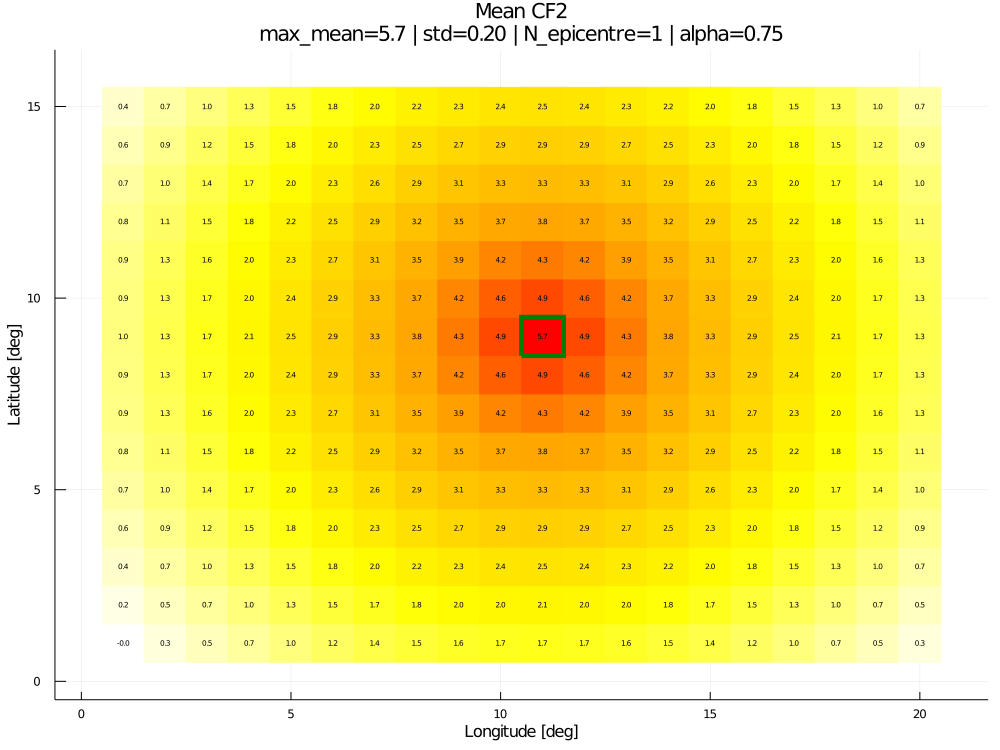 Mean CF2
max_mean=5.7 | std=0.20 | N_epicentre=1 | alpha=0.75
15 0.4 0.7 1.0 1.3 1.5 1.8 2.0 2.2 2.3 2.4 2.5 2.4 2.3 2.2 2.0 1.8 1.5 1.3 1.0 0.7
0.6 0.9 1.2 1.5 1.8 2.0 2.3 2.5 2.7 2.9 2.9 2.9 2.7 2.5 2.3 2.0 1.8 1.5 1.2 0.9
0.7 1.0 1.4 1.7 2.0 2.3 2.6 2.9 3.1 3.3 3.3 3.3 3.1 2.9 2.6 2.3 2.0 1.7 1.4 1.0
0.8 1.1 1.5 1.8 2.2 2.5 2.9 3.2 3.5 3.7 3.8 3.7 3.5 3.2 2.9 2.5 2.2 1.8 1.5 1.1
0.9 1.3 1.6 2.0 2.3 2.7 3.1 3.5 3.9 4.2 4.3 4.2 3.9 3.5 3.1 2.7 2.3 2.0 1.6 1.3
10 0.9 1.3 1.7 2.0 2.4 2.9 3.3 3.7 4.2 4.6 4.9 4.6 4.2 3.7 3.3 2.9 2.4 2.0 1.7 1.3
1.0 1.3 1.7 2.1 2.5 2.9 3.3 3.8 4.3 4.9 5.7 4.9 4.3 3.8 3.3 2.9 2.5 2.1 1.7 1.3
0.9 1.3 1.7 2.0 2.4 2.9 3.3 3.7 4.2 4.6 4.9 4.6 4.2 3.7 3.3 2.9 2.4 2.0 1.7 1.3
0.9 1.3 1.6 2.0 2.3 2.7 3.1 3.5 3.9 4.2 4.3 4.2 3.9 3.5 3.1 2.7 2.3 2.0 1.6 1.3
0.8 1.1 1.5 1.8 2.2 2.5 2.9 3.2 3.5 3.7 3.8 3.7 3.5 3.2 2.9 2.5 2.2 1.8 1.5 1.1
5 0.7 1.0 1.4 1.7 2.0 2.3 2.6 2.9 3.1 3.3 3.3 3.3 3.1 2.9 2.6 2.3 2.0 1.7 1.4 1.0
0.6 0.9 1.2 1.5 1.8 2.0 2.3 2.5 2.7 2.9 2.9 2.9 2.7 2.5 2.3 2.0 1.8 1.5 1.2 0.9
0.4 0.7 1.0 1.3 1.5 1.8 2.0 2.2 2.3 2.4 2.5 2.4 2.3 2.2 2.0 1.8 1.5 1.3 1.0 0.7
0.2 0.5 0.7 1.0 1.3 1.5 1.7 1.8 2.0 2.0 2.1 2.0 2.0 1.8 1.7 1.5 1.3 1.0 0.7 0.5
-0.0 0.3 0.5 0.7 1.0 1.2 1.4 1.5 1.6 1.7 1.7 1.7 1.6 1.5 1.4 1.2 1.0 0.7 0.5 0.3
0
0 5 10 15 20
Longitude [deg]
Latitude [deg]